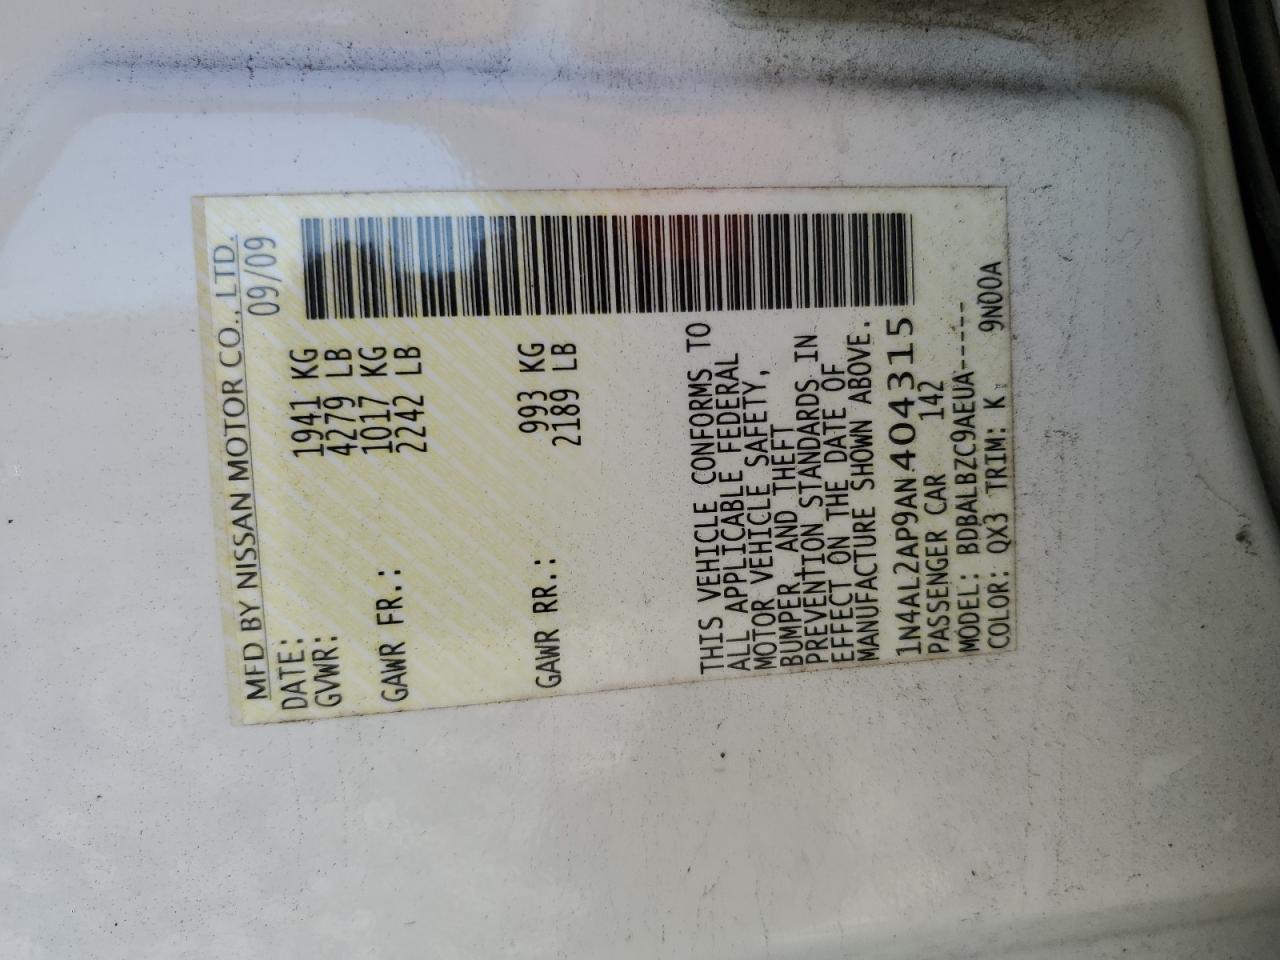 MFD BY NISSAN MOTOR CO., LTD.
DATE: 09/09
GVWR: 1941 KG
4279 LB
GAWR FR.: 1017 KG
2242 LB
GAWR RR.: 993 KG
2189 LB
THIS VEHICLE CONFORMS TO
ALL APPLICABLE FEDERAL
MOTOR VEHICLE SAFETY,
BUMPER, AND THEFT
PREVENTION STANDARDS IN
EFFECT ON THE DATE OF
MANUFACTURE SHOWN ABOVE.
1N4AL2AP9AN404315
PASSENGER CAR 142
MODEL: BDBALBZC9AEUA-----
COLOR: QX3 TRIM: K 9N00A